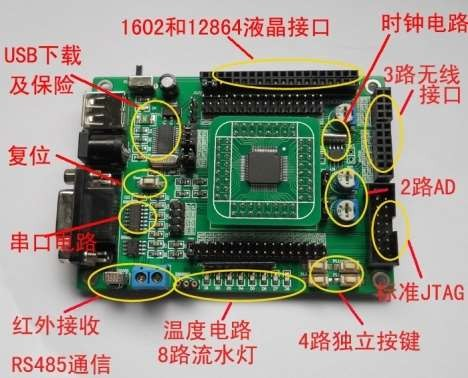 1602和12864液晶接口
时钟电路
USB下载
及保险
3路无线
接口
复位
2路AD
串口电路
标准JTAG
红外接收
温度电路
8路流水灯
4路独立按键
RS485通信